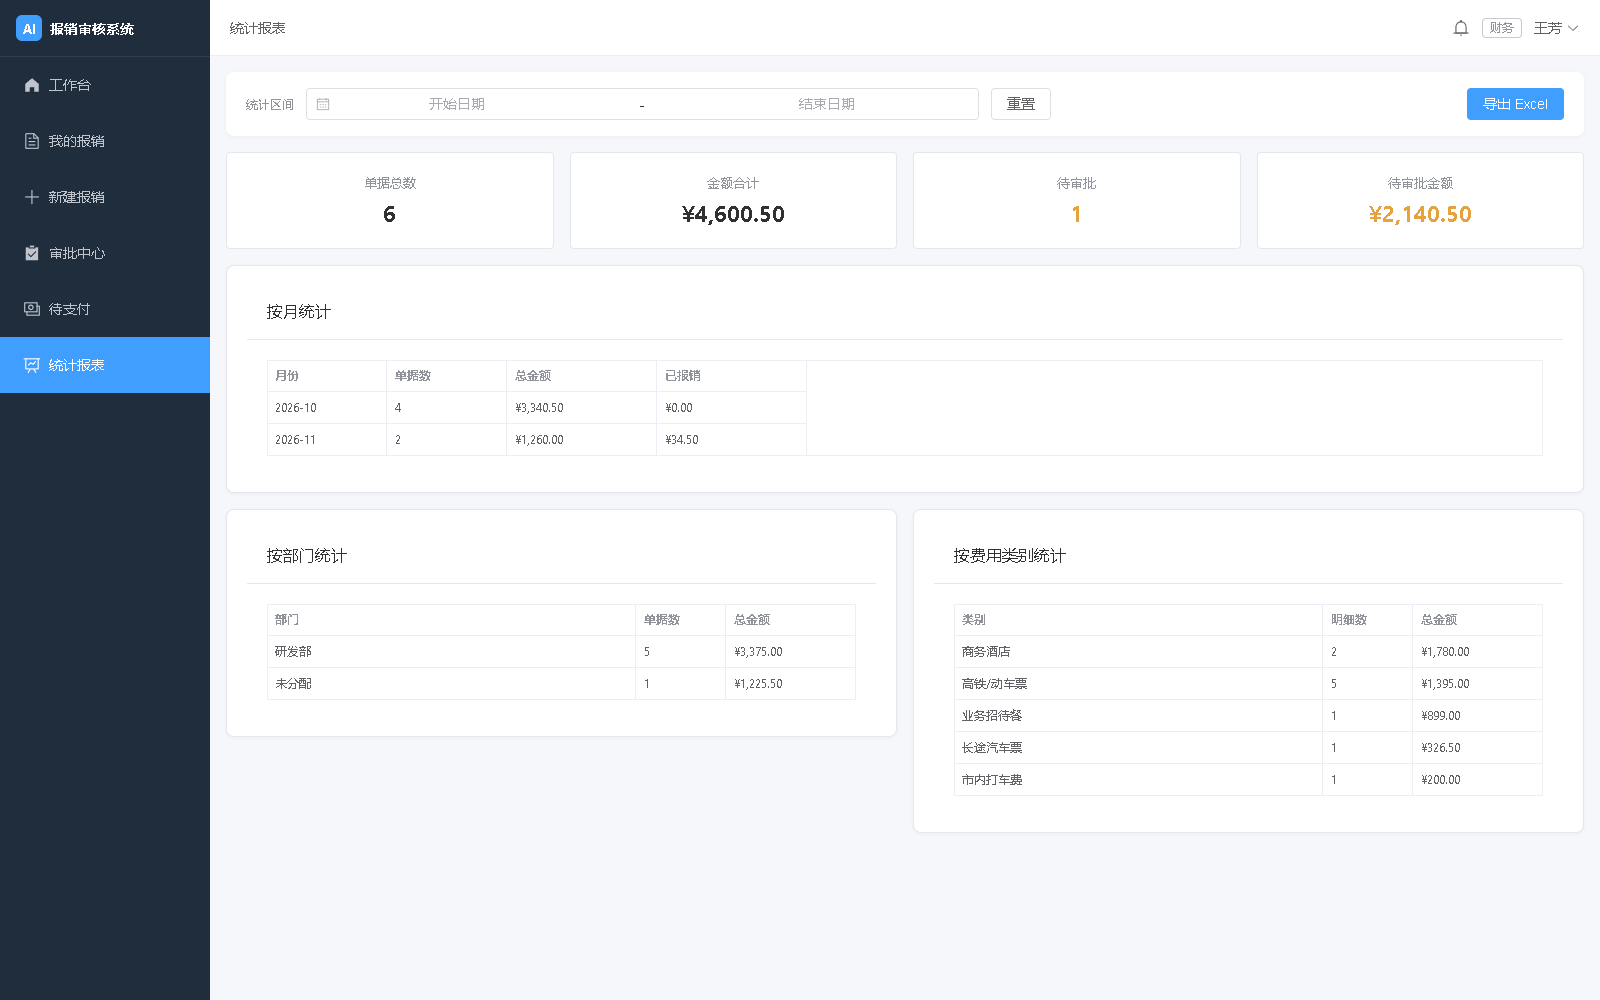 AI 报销审核系统
统计报表
财务 王芳
工作台
我的报销
新建报销
审批中心
待支付
统计报表
统计区间 开始日期 - 结束日期 重置 导出 Excel
单据总数
6
金额合计
¥4,600.50
待审批
1
待审批金额
¥2,140.50
按月统计
月份 单据数 总金额 已报销
2026-10 4 ¥3,340.50 ¥0.00
2026-11 2 ¥1,260.00 ¥34.50
按部门统计
部门 单据数 总金额
研发部 5 ¥3,375.00
未分配 1 ¥1,225.50
按费用类别统计
类别 明细数 总金额
商务酒店 2 ¥1,780.00
高铁/动车票 5 ¥1,395.00
业务招待餐 1 ¥899.00
长途汽车票 1 ¥326.50
市内打车费 1 ¥200.00